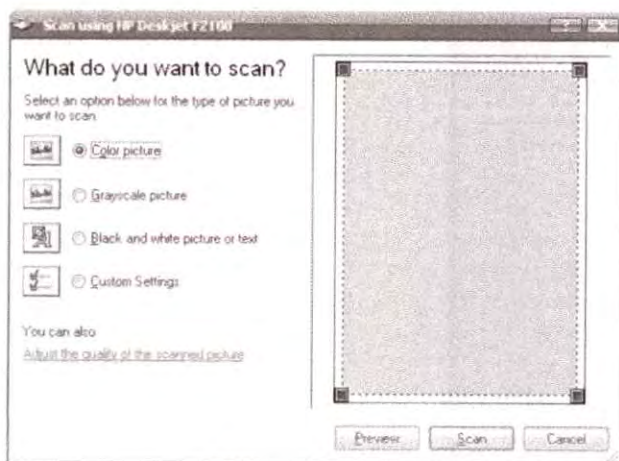 Scan using HP Deskjet F2100
What do you want to scan?
Select an option below for the type of picture you
want to scan.
Color picture
Grayscale picture
Black and white picture or text
Custom Settings
You can also
Adjust the quality of the scanned picture
Preview
Scan
Cancel